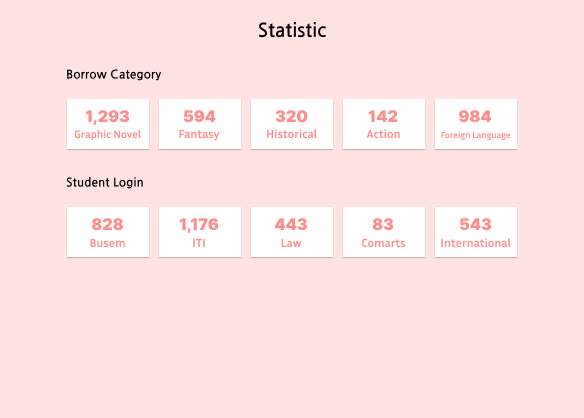 Statistic
Borrow Category
1,293 594 320 142 984
Graphic Novel Fantasy Historical Action Foreign Language
Student Login
828 1,176 443 83 543
Busem ITI Law Comarts International